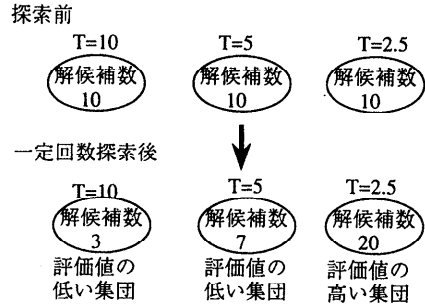 探索前
T=10 T=5 T=2.5
解候補数 解候補数 解候補数
10 10 10
一定回数探索後
T=10 T=5 T=2.5
解候補数 解候補数 解候補数
3 7 20
評価値の 評価値の 評価値の
低い集団 低い集団 高い集団